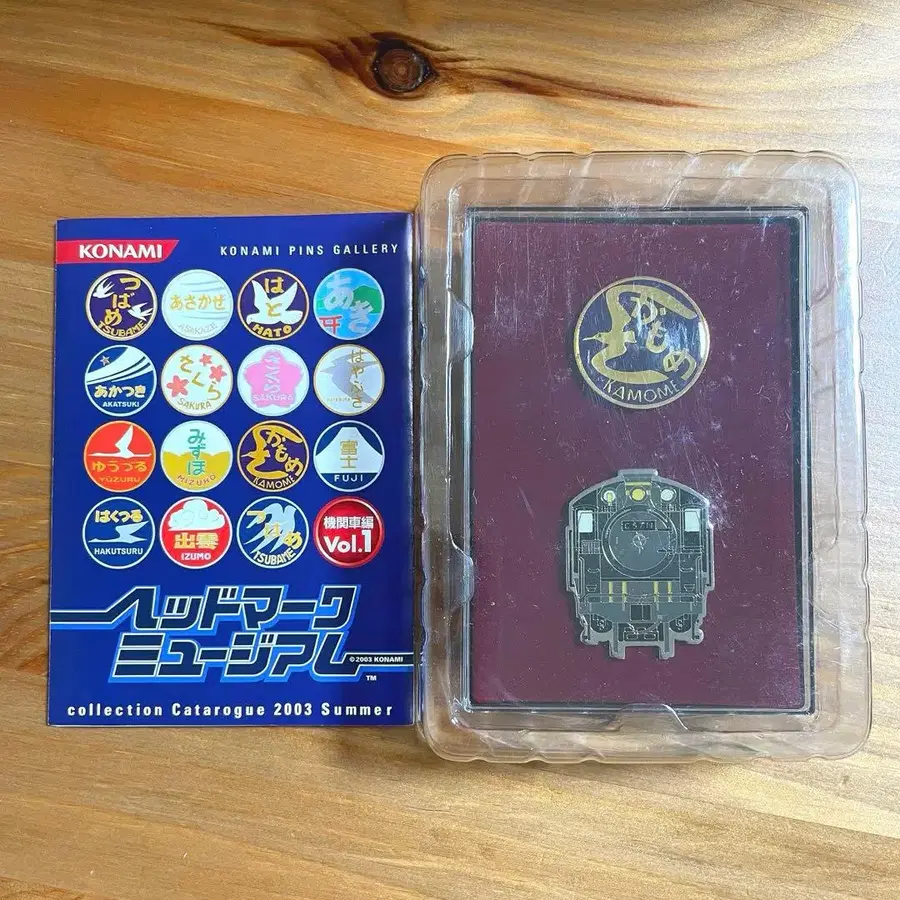 KONAMI
KONAMI PINS GALLERY
つばめ
TSUBAME
あさかぜ
ASAKAZE
はと
HATO
あき
あかつき
AKATSUKI
さくら
SAKURA
さくら
SAKURA
はやぶさ
ゆうづる
YUZURU
みずほ
MIZUHO
かもめ
KAMOME
富士
FUJI
はくつる
HAKUTSURU
出雲
IZUMO
つばめ
TSUBAME
機関車編
Vol.1
ヘッドマーク
ミュージアム
©2003 KONAMI
TM
collection Catarogue 2003 Summer
かもめ
KAMOME